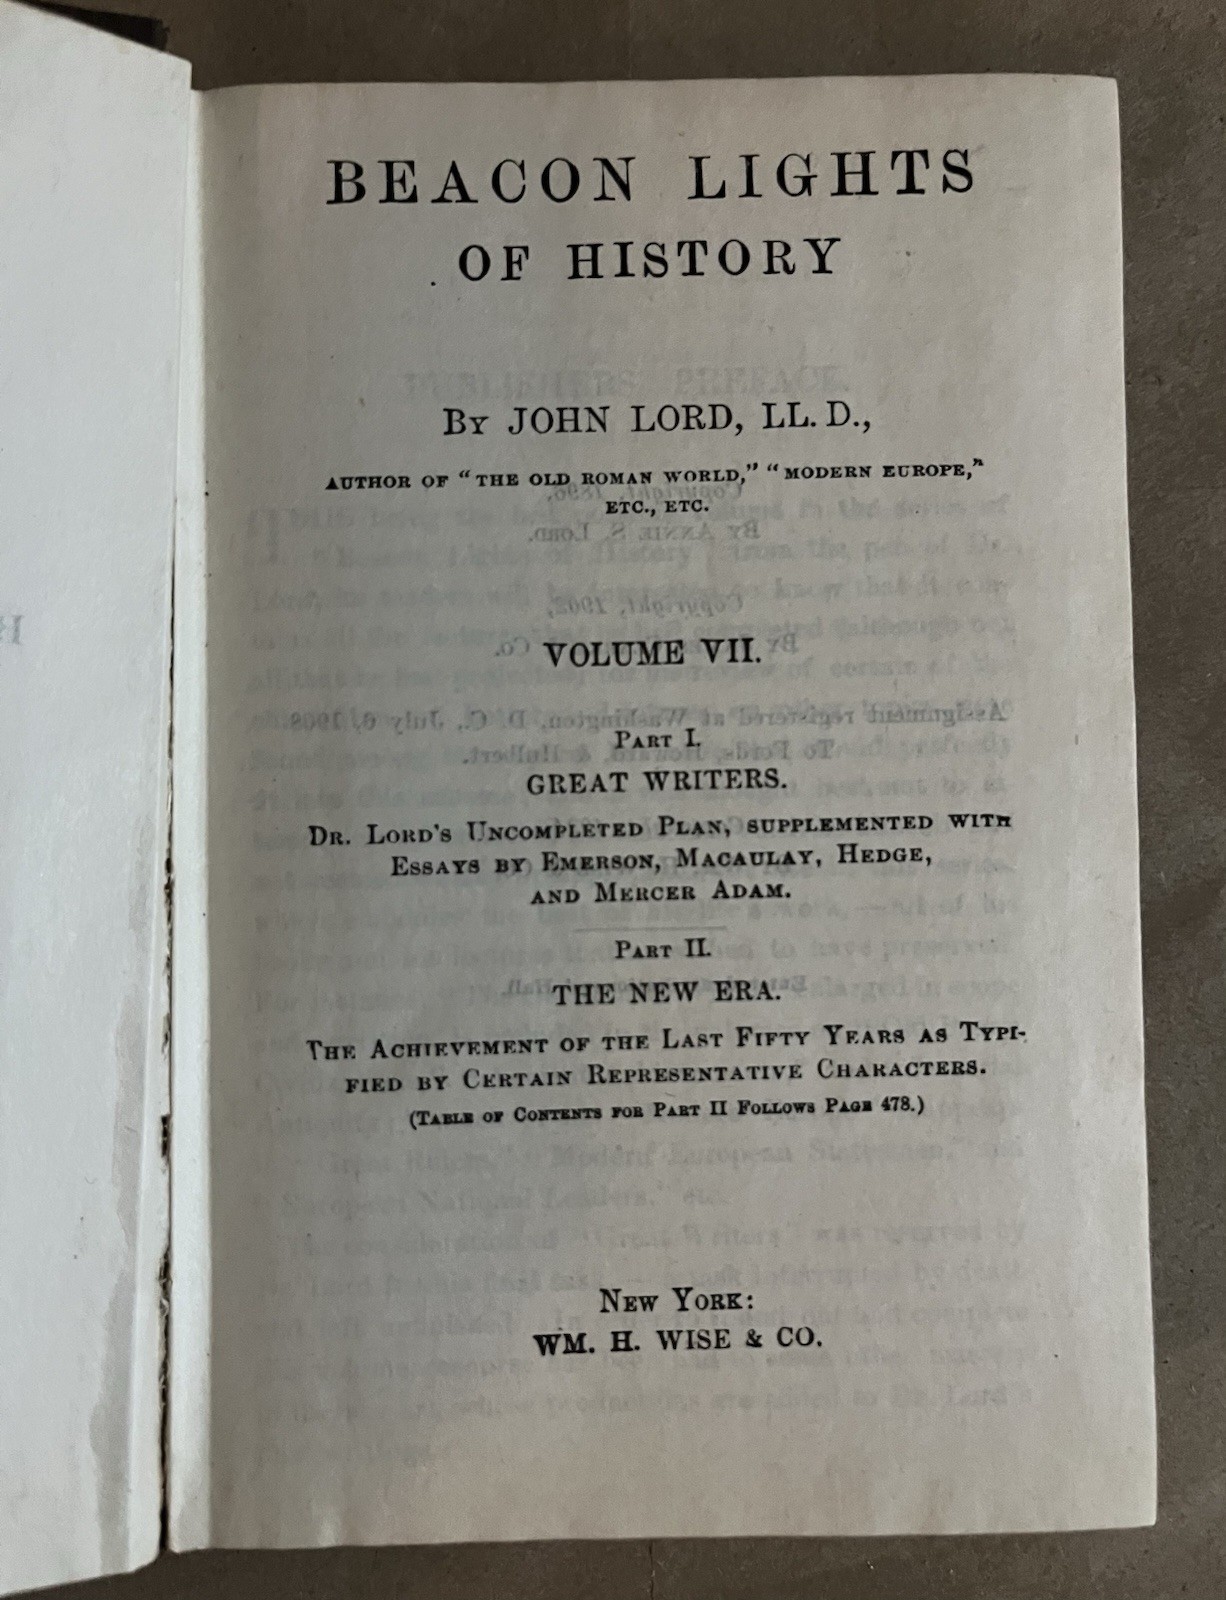 BEACON LIGHTS
OF HISTORY
BY JOHN LORD, LL. D.,
AUTHOR OF “THE OLD ROMAN WORLD,” “MODERN EUROPE,”
ETC., ETC.
VOLUME VII.
PART I.
GREAT WRITERS.
DR. LORD'S UNCOMPLETED PLAN, SUPPLEMENTED WITH
ESSAYS BY EMERSON, MACAULAY, HEDGE,
AND MERCER ADAM.
PART II.
THE NEW ERA.
THE ACHIEVEMENT OF THE LAST FIFTY YEARS AS TYPI-
FIED BY CERTAIN REPRESENTATIVE CHARACTERS.
(TABLE OF CONTENTS FOR PART II FOLLOWS PAGE 478.)
NEW YORK:
WM. H. WISE & CO.